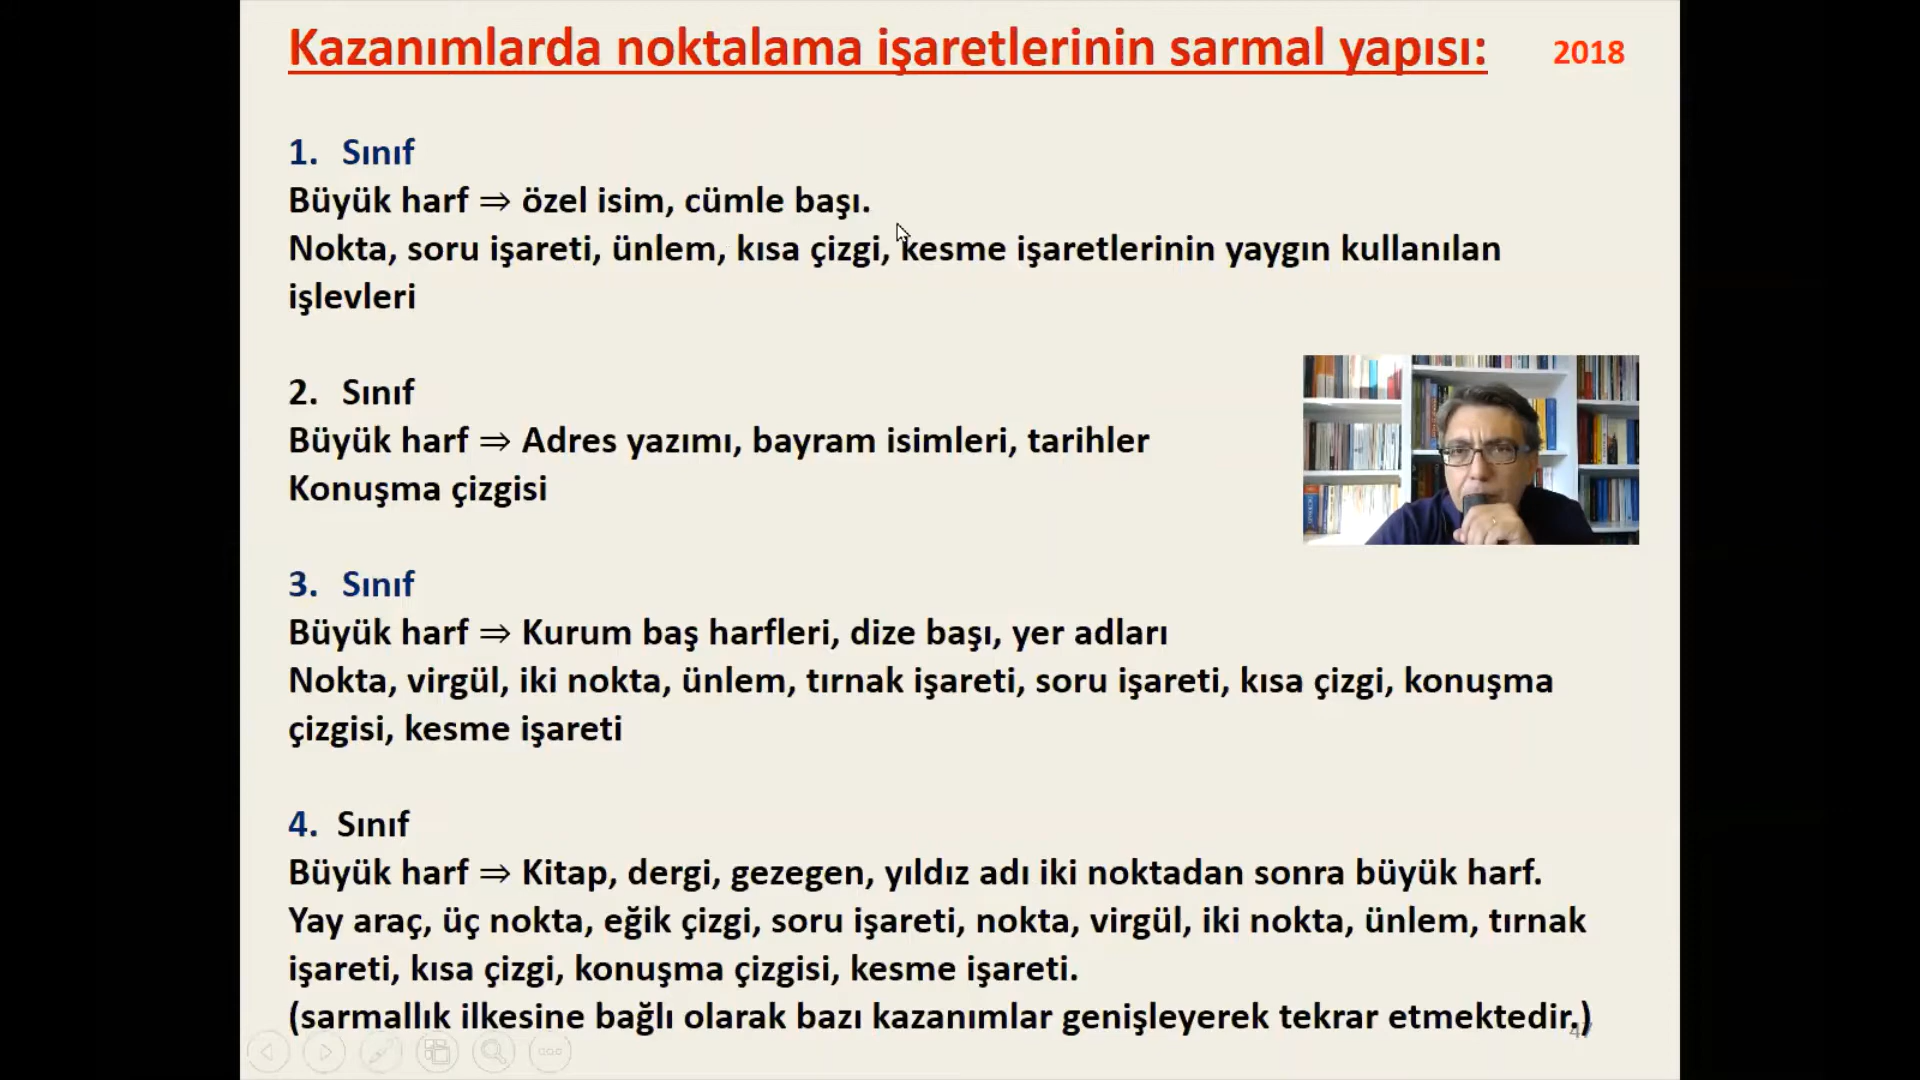 Kazanımlarda noktalama işaretlerinin sarmal yapısı: 2018
1. Sınıf
Büyük harf ⇒ özel isim, cümle başı.
Nokta, soru işareti, ünlem, kısa çizgi, kesme işaretlerinin yaygın kullanılan
işlevleri
2. Sınıf
Büyük harf ⇒ Adres yazımı, bayram isimleri, tarihler
Konuşma çizgisi
3. Sınıf
Büyük harf ⇒ Kurum baş harfleri, dize başı, yer adları
Nokta, virgül, iki nokta, ünlem, tırnak işareti, soru işareti, kısa çizgi, konuşma
çizgisi, kesme işareti
4. Sınıf
Büyük harf ⇒ Kitap, dergi, gezegen, yıldız adı iki noktadan sonra büyük harf.
Yay araç, üç nokta, eğik çizgi, soru işareti, nokta, virgül, iki nokta, ünlem, tırnak
işareti, kısa çizgi, konuşma çizgisi, kesme işareti.
(sarmallık ilkesine bağlı olarak bazı kazanımlar genişleyerek tekrar etmektedir.)